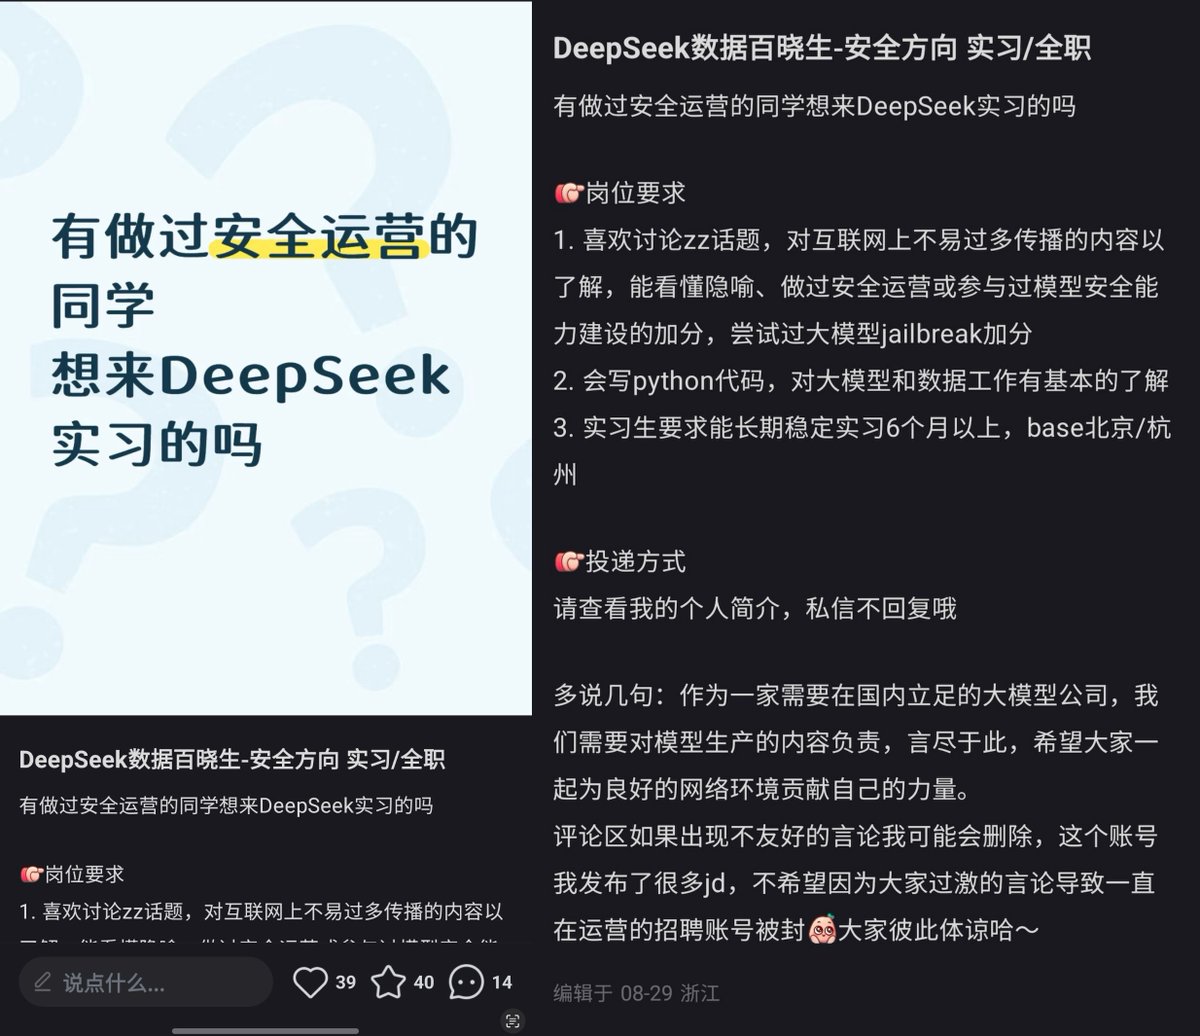 有做过安全运营的
同学
想来DeepSeek
实习的吗
DeepSeek数据百晓生-安全方向 实习/全职
有做过安全运营的同学想来DeepSeek实习的吗
👉岗位要求
1. 喜欢讨论zz话题，对互联网上不易过多传播的内容以
说点什么...
39
40
14
DeepSeek数据百晓生-安全方向 实习/全职
有做过安全运营的同学想来DeepSeek实习的吗
👉岗位要求
1. 喜欢讨论zz话题，对互联网上不易过多传播的内容以
了解，能看懂隐喻、做过安全运营或参与过模型安全能
力建设的加分，尝试过大模型jailbreak加分
2. 会写python代码，对大模型和数据工作有基本的了解
3. 实习生要求能长期稳定实习6个月以上，base北京/杭
州
👉投递方式
请查看我的个人简介，私信不回复哦
多说几句：作为一家需要在国内立足的大模型公司，我
们需要对模型生产的内容负责，言尽于此，希望大家一
起为良好的网络环境贡献自己的力量。
评论区如果出现不友好的言论我可能会删除，这个账号
我发布了很多jd，不希望因为大家过激的言论导致一直
在运营的招聘账号被封大家彼此体谅哈～
编辑于 08-29 浙江